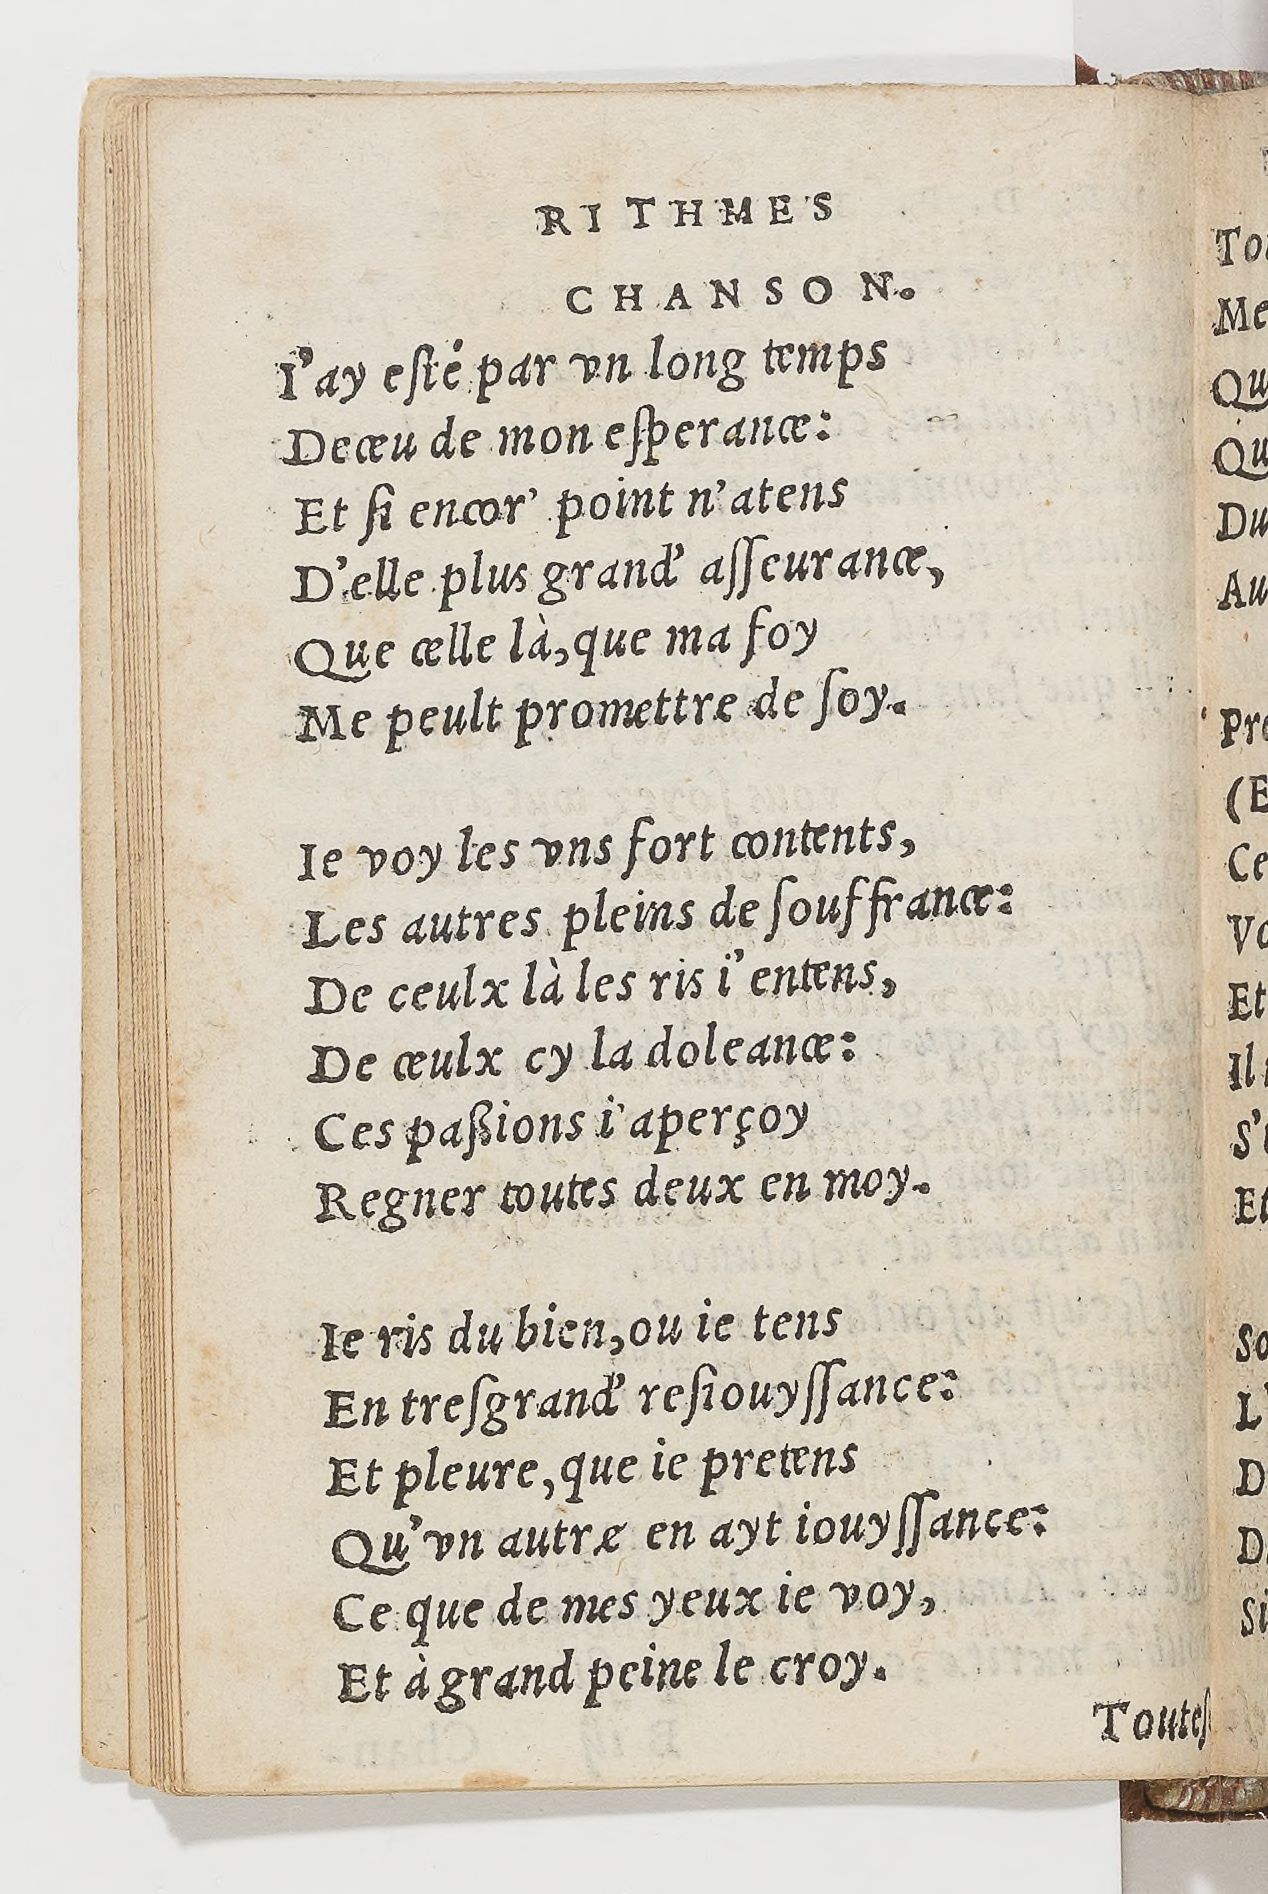 RITHMES
CHANSON.
I'ay eſté par vn long temps
Deceu de mon eſperance:
Et ſi encor' point n'atens
D'elle plus grand' aſſeurance,
Que celle là, que ma foy
Me peult promettre de ſoy.
Ie voy les vns fort contents,
Les autres pleins de ſouffrance:
De ceulx là les ris i'entens,
De ceulx cy la doleance:
Ces paßions i'aperçoy
Regner toutes deux en moy.
Ie ris du bien, ou ie tens
En treſgrand' reſiouyſſance:
Et pleure, que ie pretens
Qu'vn autre en ayt iouyſſance:
Ce que de mes yeux ie voy,
Et à grand peine le croy.
Touteſ
Tou
Me
Qu
Qu
Du
Au
Pre
(E
Ce
Vo
Et
Il
S'
Et
So
L'
D
D
Si